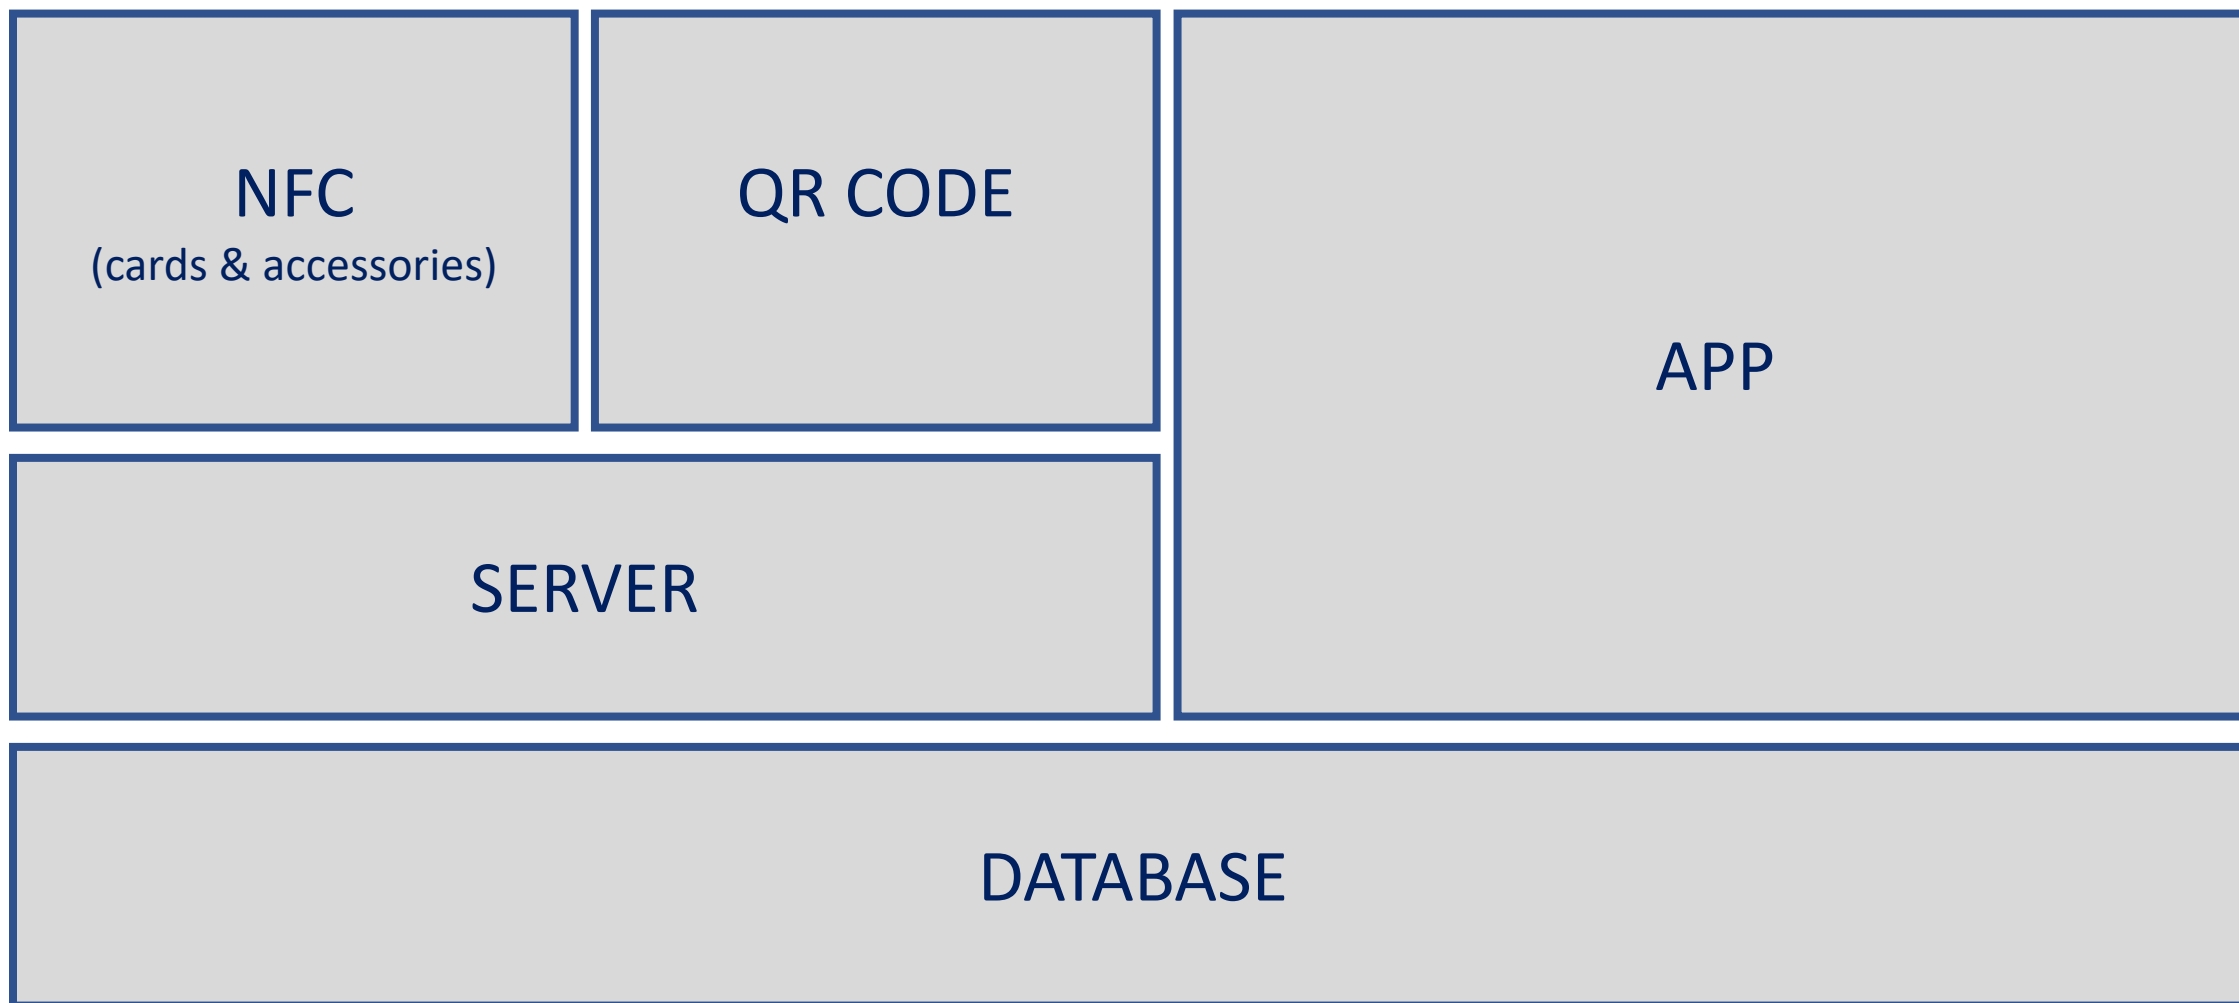 NFC
(cards & accessories)
QR CODE
APP
SERVER
DATABASE